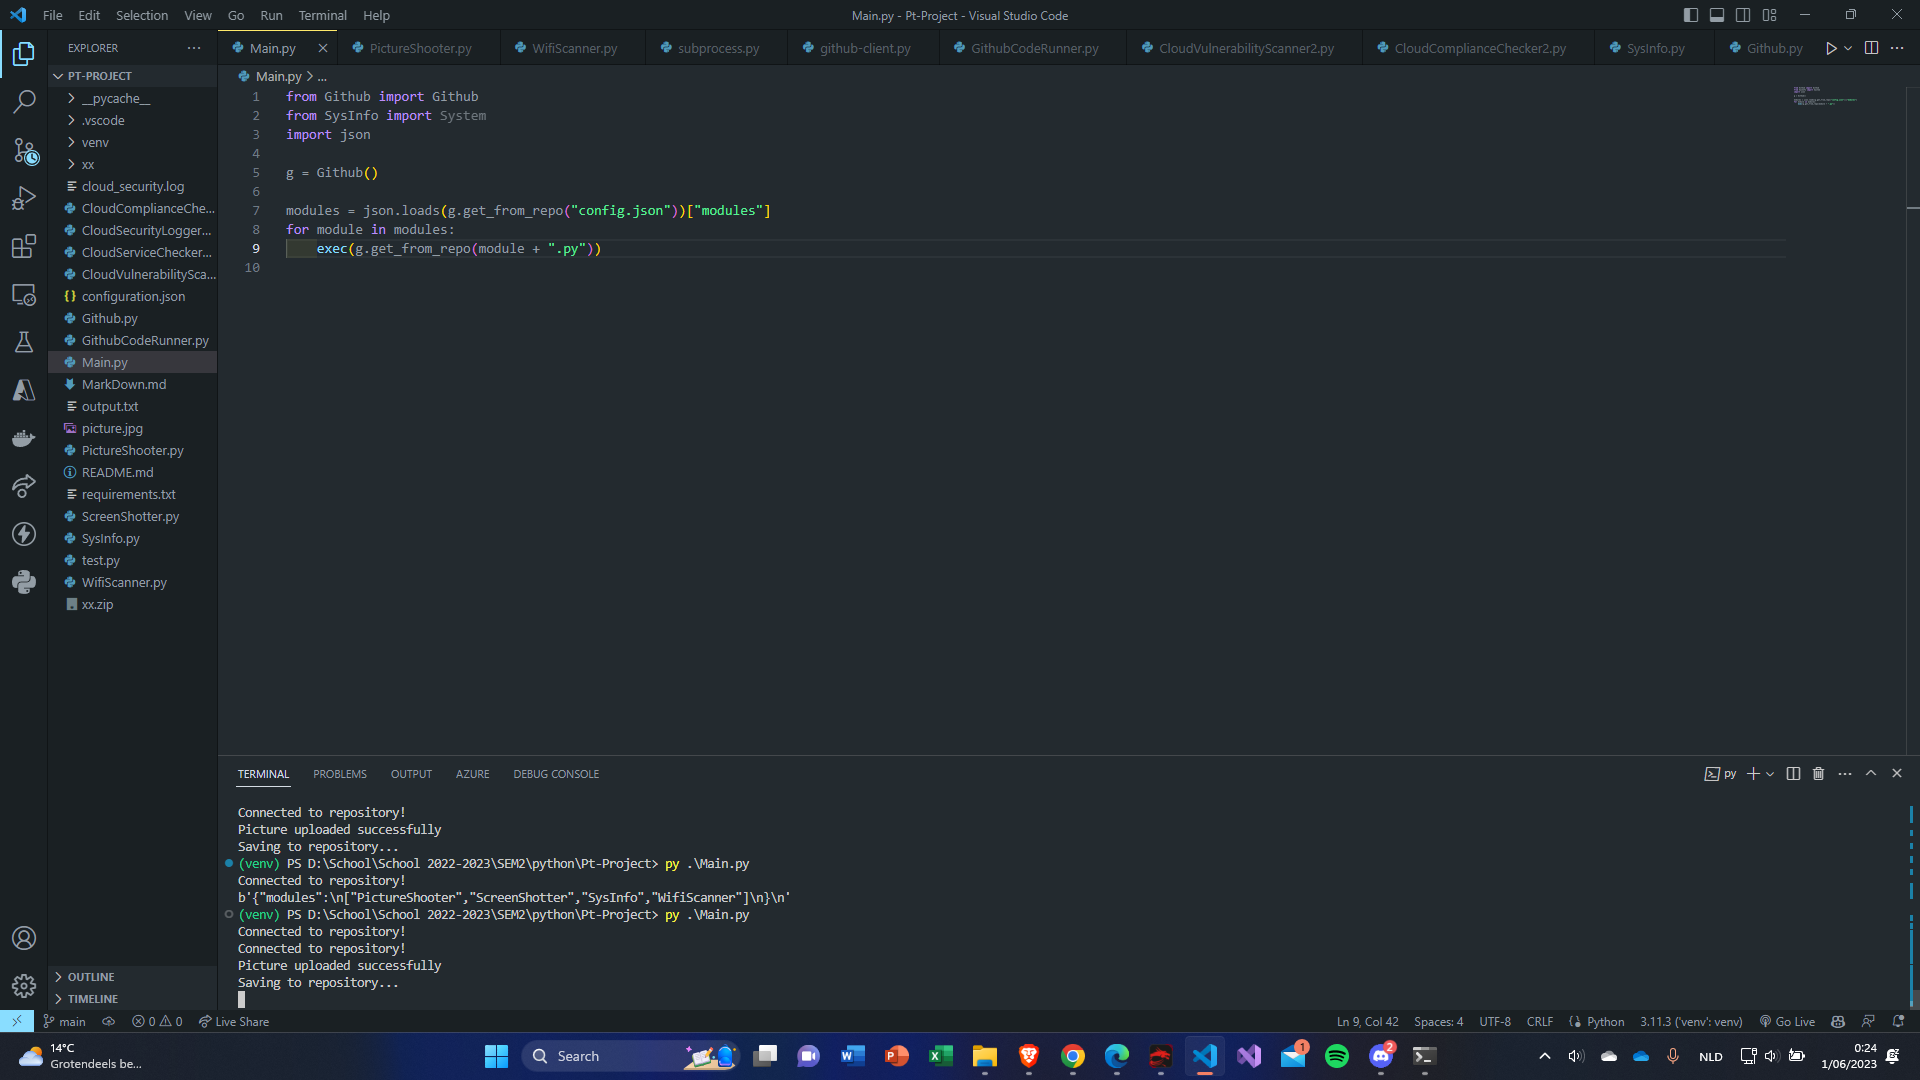 File Edit Selection View Go Run Terminal Help
Main.py - Pt-Project - Visual Studio Code
EXPLORER
PT-PROJECT
__pycache__
.vscode
venv
xx
cloud_security.log
CloudComplianceChe...
CloudSecurityLogger...
CloudServiceChecker...
CloudVulnerabilitySca...
configuration.json
Github.py
GithubCodeRunner.py
Main.py
MarkDown.md
output.txt
picture.jpg
PictureShooter.py
README.md
requirements.txt
ScreenShotter.py
SysInfo.py
test.py
WifiScanner.py
xx.zip
OUTLINE
TIMELINE
Main.py PictureShooter.py WifiScanner.py subprocess.py github-client.py GithubCodeRunner.py CloudVulnerabilityScanner2.py CloudComplianceChecker2.py SysInfo.py Github.py
Main.py > ...
1 from Github import Github
2 from SysInfo import System
3 import json
4
5 g = Github()
6
7 modules = json.loads(g.get_from_repo("config.json"))["modules"]
8 for module in modules:
9     exec(g.get_from_repo(module + ".py"))
10
TERMINAL PROBLEMS OUTPUT AZURE DEBUG CONSOLE
py
Connected to repository!
Picture uploaded successfully
Saving to repository...
(venv) PS D:\School\School 2022-2023\SEM2\python\Pt-Project> py .\Main.py
Connected to repository!
b'{"modules":\n["PictureShooter","ScreenShotter","SysInfo","WifiScanner"]\n}\n'
(venv) PS D:\School\School 2022-2023\SEM2\python\Pt-Project> py .\Main.py
Connected to repository!
Connected to repository!
Picture uploaded successfully
Saving to repository...
main 0 0 Live Share
Ln 9, Col 42 Spaces: 4 UTF-8 CRLF Python 3.11.3 ('venv': venv) Go Live
14°C
Grotendeels be...
Search
1
2
NLD
0:24
1/06/2023